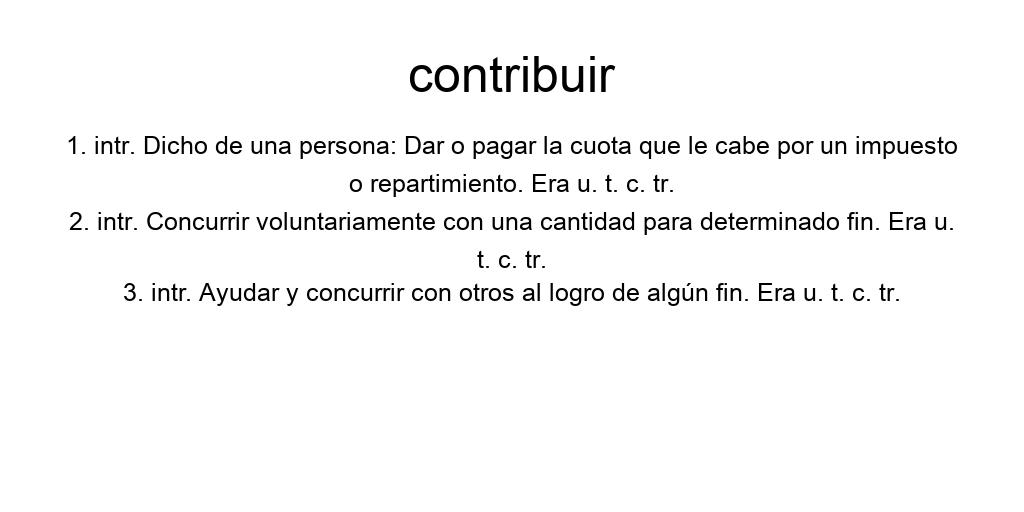 contribuir
1. intr. Dicho de una persona: Dar o pagar la cuota que le cabe por un impuesto
o repartimiento. Era u. t. c. tr.
2. intr. Concurrir voluntariamente con una cantidad para determinado fin. Era u.
t. c. tr.
3. intr. Ayudar y concurrir con otros al logro de algún fin. Era u. t. c. tr.